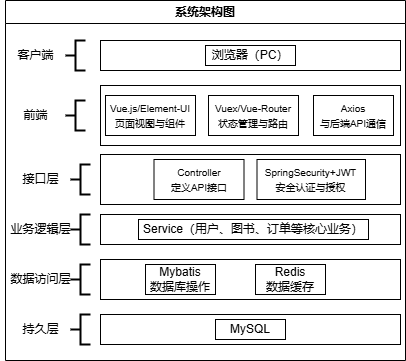 系统架构图
客户端
浏览器（PC）
前端
Vue.js/Element-UI
页面视图与组件
Vuex/Vue-Router
状态管理与路由
Axios
与后端API通信
接口层
Controller
定义API接口
SpringSecurity+JWT
安全认证与授权
业务逻辑层
Service（用户、图书、订单等核心业务）
数据访问层
Mybatis
数据库操作
Redis
数据缓存
持久层
MySQL